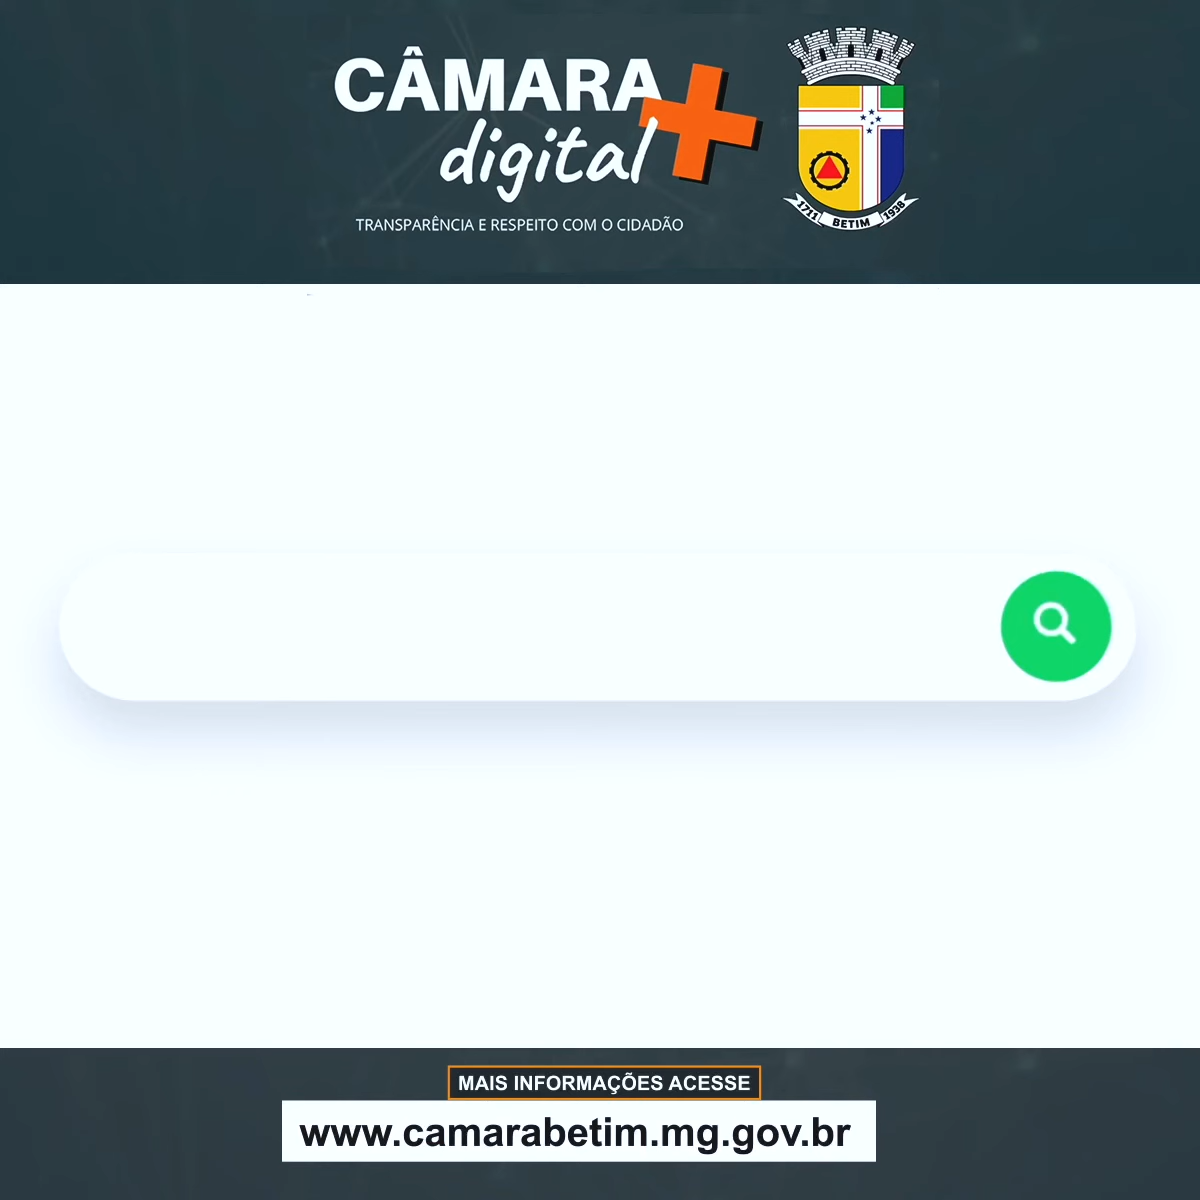 CÂMARA
digital
TRANSPARÊNCIA E RESPEITO COM O CIDADÃO
1711 BETIM 1938
MAIS INFORMAÇÕES ACESSE
www.camarabetim.mg.gov.br